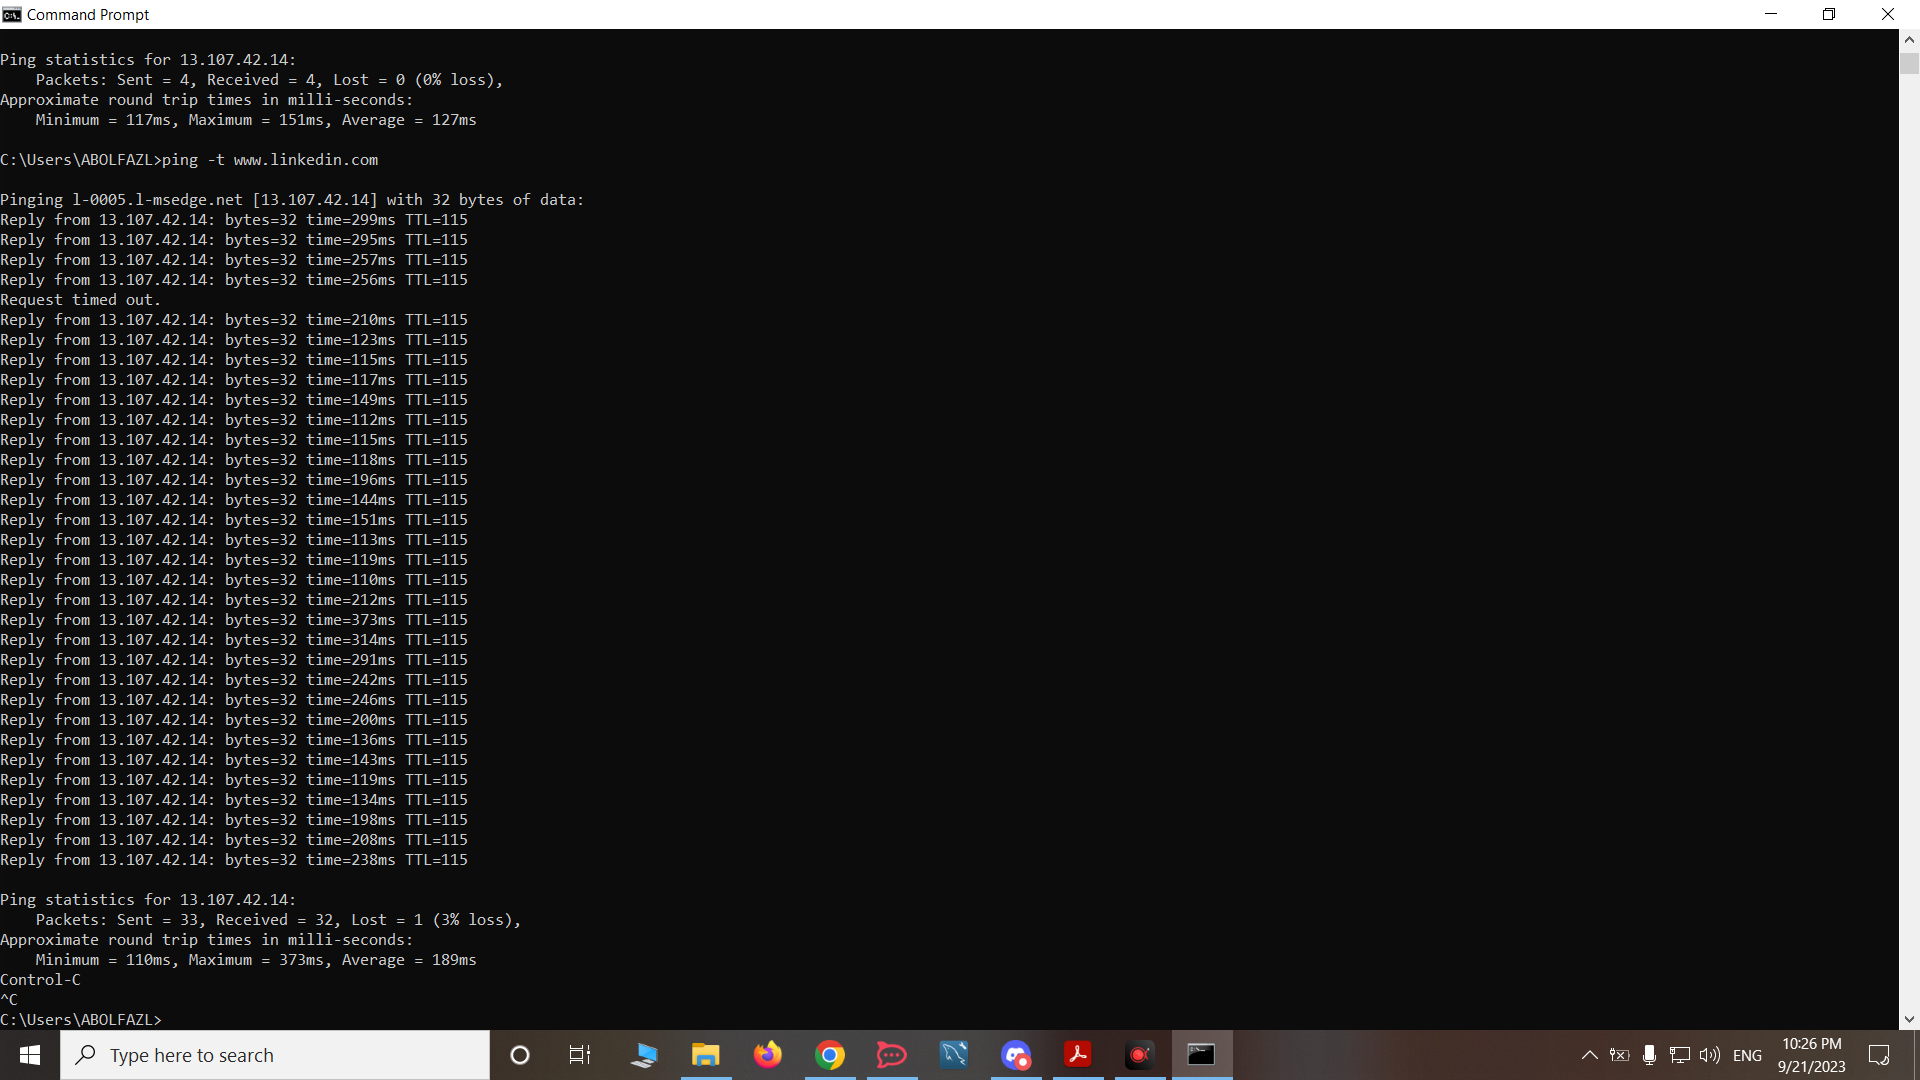 Command Prompt
Ping statistics for 13.107.42.14:
    Packets: Sent = 4, Received = 4, Lost = 0 (0% loss),
Approximate round trip times in milli-seconds:
    Minimum = 117ms, Maximum = 151ms, Average = 127ms
C:\Users\ABOLFAZL>ping -t www.linkedin.com
Pinging l-0005.l-msedge.net [13.107.42.14] with 32 bytes of data:
Reply from 13.107.42.14: bytes=32 time=299ms TTL=115
Reply from 13.107.42.14: bytes=32 time=295ms TTL=115
Reply from 13.107.42.14: bytes=32 time=257ms TTL=115
Reply from 13.107.42.14: bytes=32 time=256ms TTL=115
Request timed out.
Reply from 13.107.42.14: bytes=32 time=210ms TTL=115
Reply from 13.107.42.14: bytes=32 time=123ms TTL=115
Reply from 13.107.42.14: bytes=32 time=115ms TTL=115
Reply from 13.107.42.14: bytes=32 time=117ms TTL=115
Reply from 13.107.42.14: bytes=32 time=149ms TTL=115
Reply from 13.107.42.14: bytes=32 time=112ms TTL=115
Reply from 13.107.42.14: bytes=32 time=115ms TTL=115
Reply from 13.107.42.14: bytes=32 time=118ms TTL=115
Reply from 13.107.42.14: bytes=32 time=196ms TTL=115
Reply from 13.107.42.14: bytes=32 time=144ms TTL=115
Reply from 13.107.42.14: bytes=32 time=151ms TTL=115
Reply from 13.107.42.14: bytes=32 time=113ms TTL=115
Reply from 13.107.42.14: bytes=32 time=119ms TTL=115
Reply from 13.107.42.14: bytes=32 time=110ms TTL=115
Reply from 13.107.42.14: bytes=32 time=212ms TTL=115
Reply from 13.107.42.14: bytes=32 time=373ms TTL=115
Reply from 13.107.42.14: bytes=32 time=314ms TTL=115
Reply from 13.107.42.14: bytes=32 time=291ms TTL=115
Reply from 13.107.42.14: bytes=32 time=242ms TTL=115
Reply from 13.107.42.14: bytes=32 time=246ms TTL=115
Reply from 13.107.42.14: bytes=32 time=200ms TTL=115
Reply from 13.107.42.14: bytes=32 time=136ms TTL=115
Reply from 13.107.42.14: bytes=32 time=143ms TTL=115
Reply from 13.107.42.14: bytes=32 time=119ms TTL=115
Reply from 13.107.42.14: bytes=32 time=134ms TTL=115
Reply from 13.107.42.14: bytes=32 time=198ms TTL=115
Reply from 13.107.42.14: bytes=32 time=208ms TTL=115
Reply from 13.107.42.14: bytes=32 time=238ms TTL=115
Ping statistics for 13.107.42.14:
    Packets: Sent = 33, Received = 32, Lost = 1 (3% loss),
Approximate round trip times in milli-seconds:
    Minimum = 110ms, Maximum = 373ms, Average = 189ms
Control-C
^C
C:\Users\ABOLFAZL>
Type here to search
ENG
10:26 PM
9/21/2023